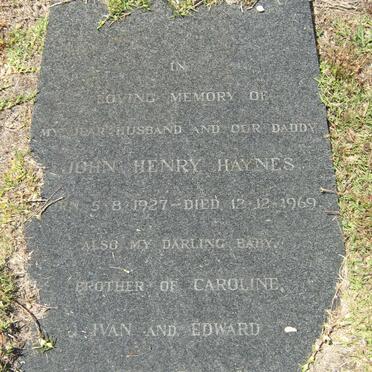 IN
LOVING MEMORY OF
MY DEAR HUSBAND AND OUR DADDY
JOHN HENRY HAYNES
BORN 5·8·1927 – DIED 12·12·1969
ALSO MY DARLING BABY,
BROTHER OF CAROLINE,
IVAN AND EDWARD